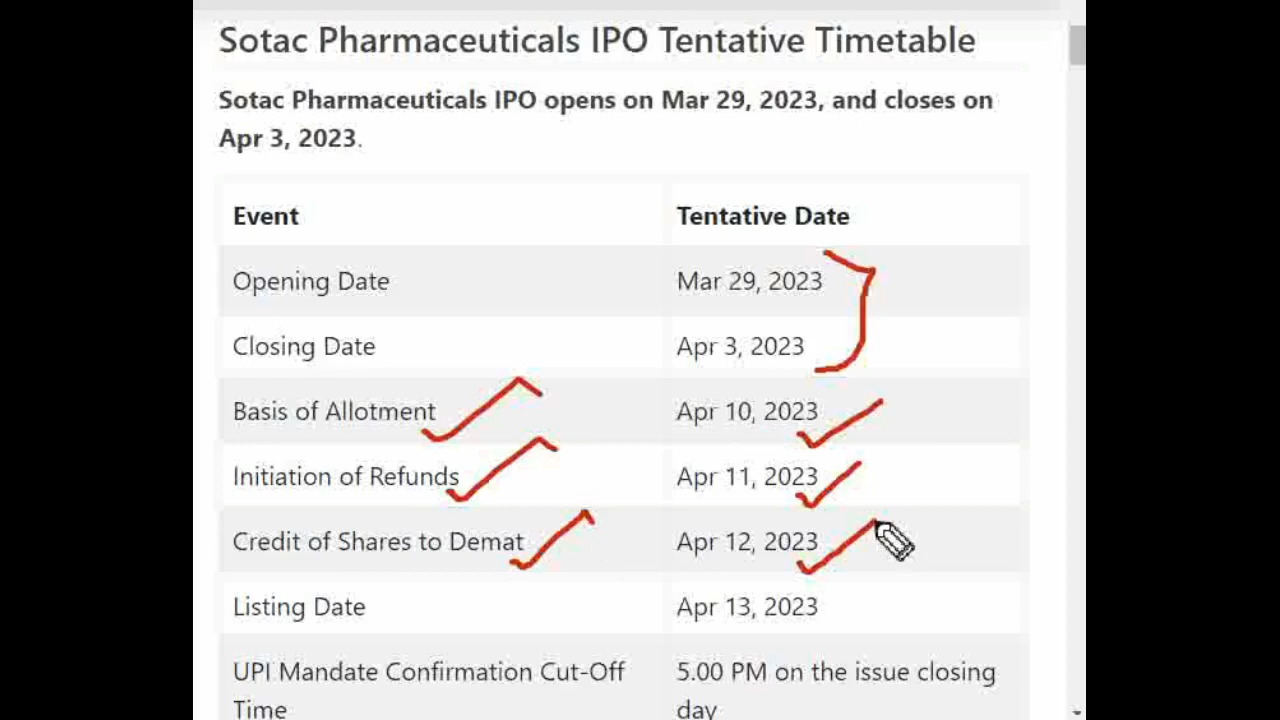 Sotac Pharmaceuticals IPO Tentative Timetable
Sotac Pharmaceuticals IPO opens on Mar 29, 2023, and closes on
Apr 3, 2023.
Event Tentative Date
Opening Date Mar 29, 2023
Closing Date Apr 3, 2023
Basis of Allotment Apr 10, 2023
Initiation of Refunds Apr 11, 2023
Credit of Shares to Demat Apr 12, 2023
Listing Date Apr 13, 2023
UPI Mandate Confirmation Cut-Off 5.00 PM on the issue closing
Time day